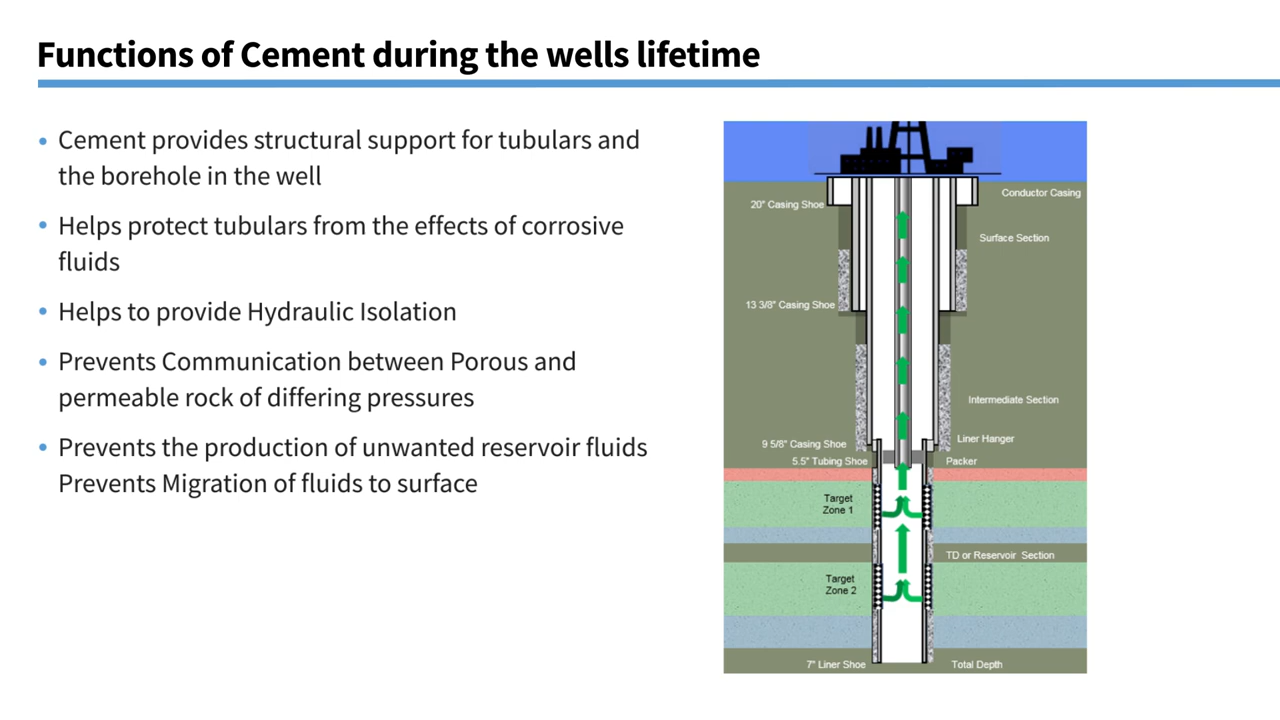 Functions of Cement during the wells lifetime
• Cement provides structural support for tubulars and
the borehole in the well
• Helps protect tubulars from the effects of corrosive
fluids
• Helps to provide Hydraulic Isolation
• Prevents Communication between Porous and
permeable rock of differing pressures
• Prevents the production of unwanted reservoir fluids
Prevents Migration of fluids to surface
Conductor Casing
20" Casing Shoe
Surface Section
13 3/8" Casing Shoe
Intermediate Section
Liner Hanger
9 5/8" Casing Shoe
5.5" Tubing Shoe
Packer
Target
Zone 1
TD or Reservoir Section
Target
Zone 2
7" Liner Shoe
Total Depth